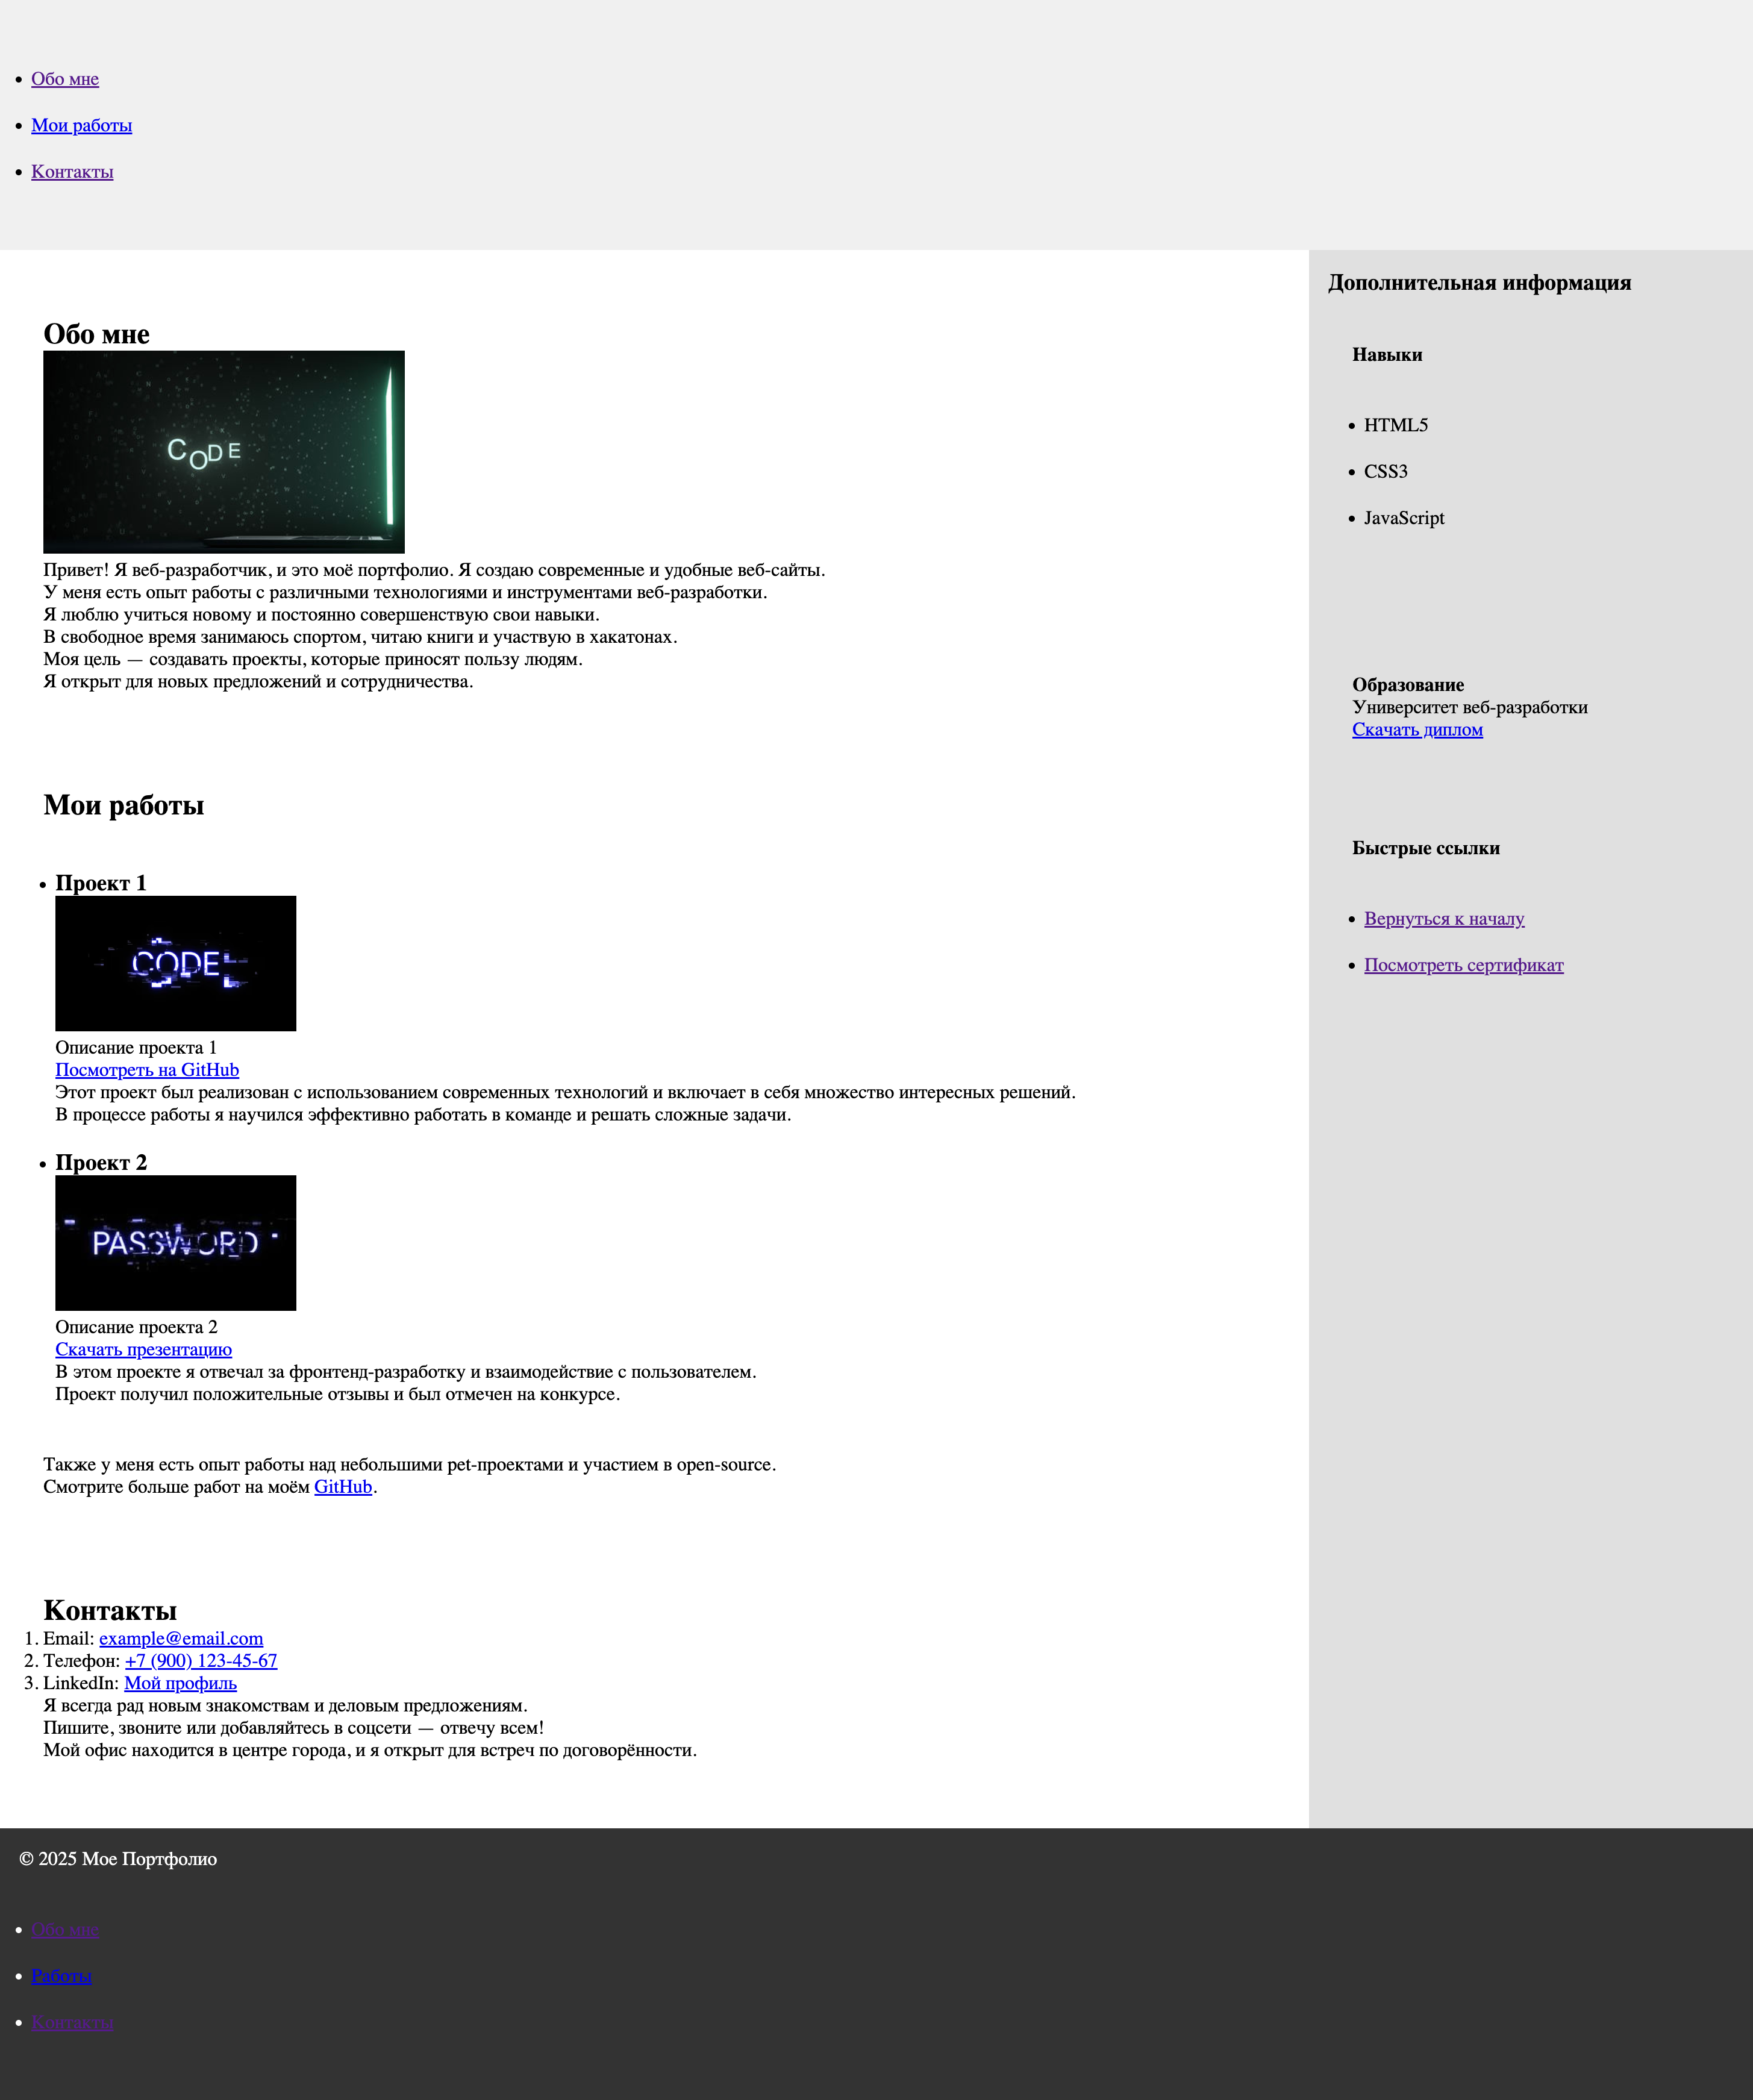 Обо мне
Мои работы
Контакты
Обо мне
CODE
Привет! Я веб-разработчик, и это моё портфолио. Я создаю современные и удобные веб-сайты.
У меня есть опыт работы с различными технологиями и инструментами веб-разработки.
Я люблю учиться новому и постоянно совершенствую свои навыки.
В свободное время занимаюсь спортом, читаю книги и участвую в хакатонах.
Моя цель — создавать проекты, которые приносят пользу людям.
Я открыт для новых предложений и сотрудничества.
Мои работы
Проект 1
CODE
Описание проекта 1
Посмотреть на GitHub
Этот проект был реализован с использованием современных технологий и включает в себя множество интересных решений.
В процессе работы я научился эффективно работать в команде и решать сложные задачи.
Проект 2
PASSWORD
Описание проекта 2
Скачать презентацию
В этом проекте я отвечал за фронтенд-разработку и взаимодействие с пользователем.
Проект получил положительные отзывы и был отмечен на конкурсе.
Также у меня есть опыт работы над небольшими pet-проектами и участием в open-source.
Смотрите больше работ на моём GitHub.
Контакты
1. Email: example@email.com
2. Телефон: +7 (900) 123-45-67
3. LinkedIn: Мой профиль
Я всегда рад новым знакомствам и деловым предложениям.
Пишите, звоните или добавляйтесь в соцсети — отвечу всем!
Мой офис находится в центре города, и я открыт для встреч по договорённости.
Дополнительная информация
Навыки
HTML5
CSS3
JavaScript
Образование
Университет веб-разработки
Скачать диплом
Быстрые ссылки
Вернуться к началу
Посмотреть сертификат
© 2025 Мое Портфолио
Обо мне
Работы
Контакты